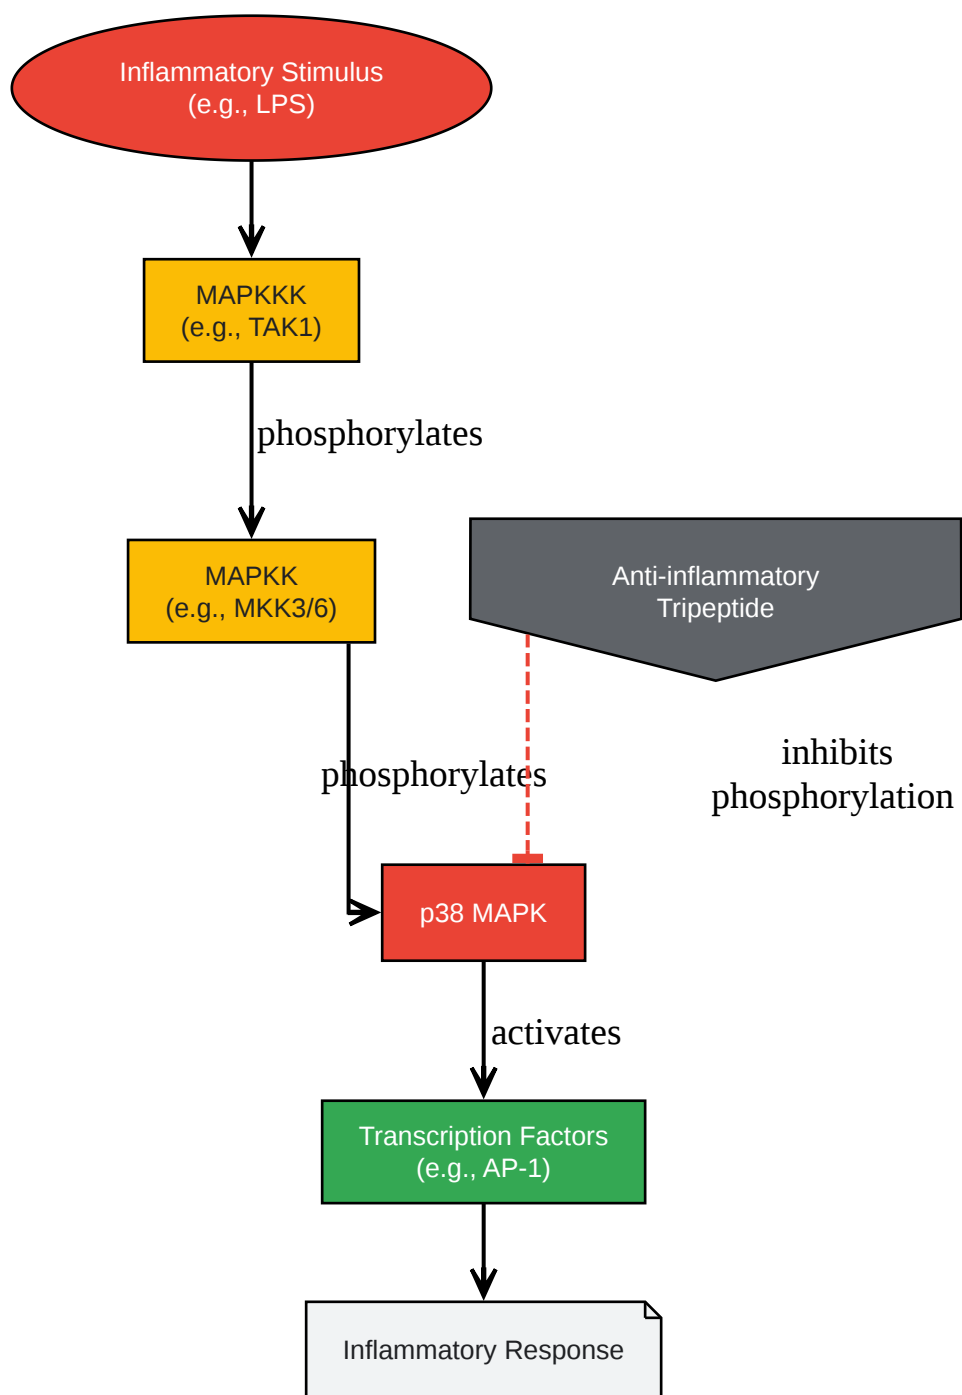 Inflammatory Stimulus
(e.g., LPS)
MAPKKK
(e.g., TAK1)
phosphorylates
MAPKK
(e.g., MKK3/6)
Anti-inflammatory
Tripeptide
phosphorylates
inhibits
phosphorylation
p38 MAPK
activates
Transcription Factors
(e.g., AP-1)
Inflammatory Response